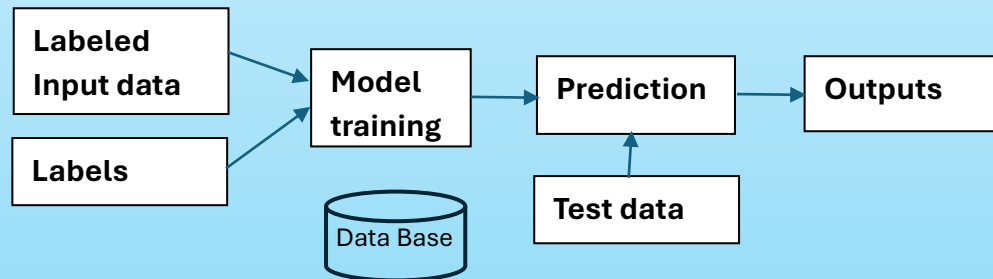 Labeled
Input data
Labels
Model
training
Prediction
Outputs
Test data
Data Base